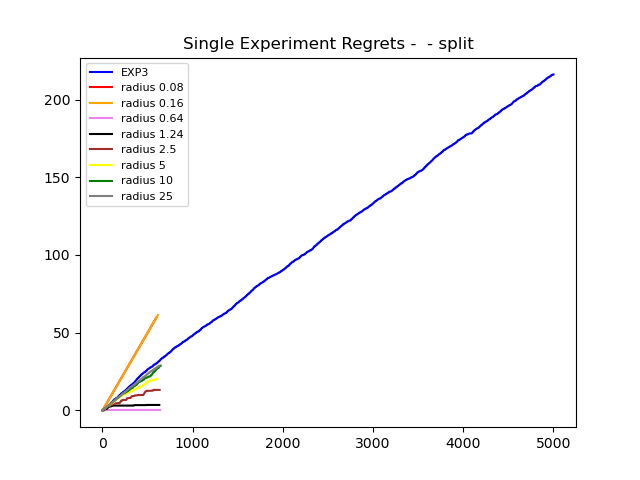 Single Experiment Regrets -  - split
EXP3
radius 0.08
radius 0.16
radius 0.64
radius 1.24
radius 2.5
radius 5
radius 10
radius 25
200
150
100
50
0
0 1000 2000 3000 4000 5000